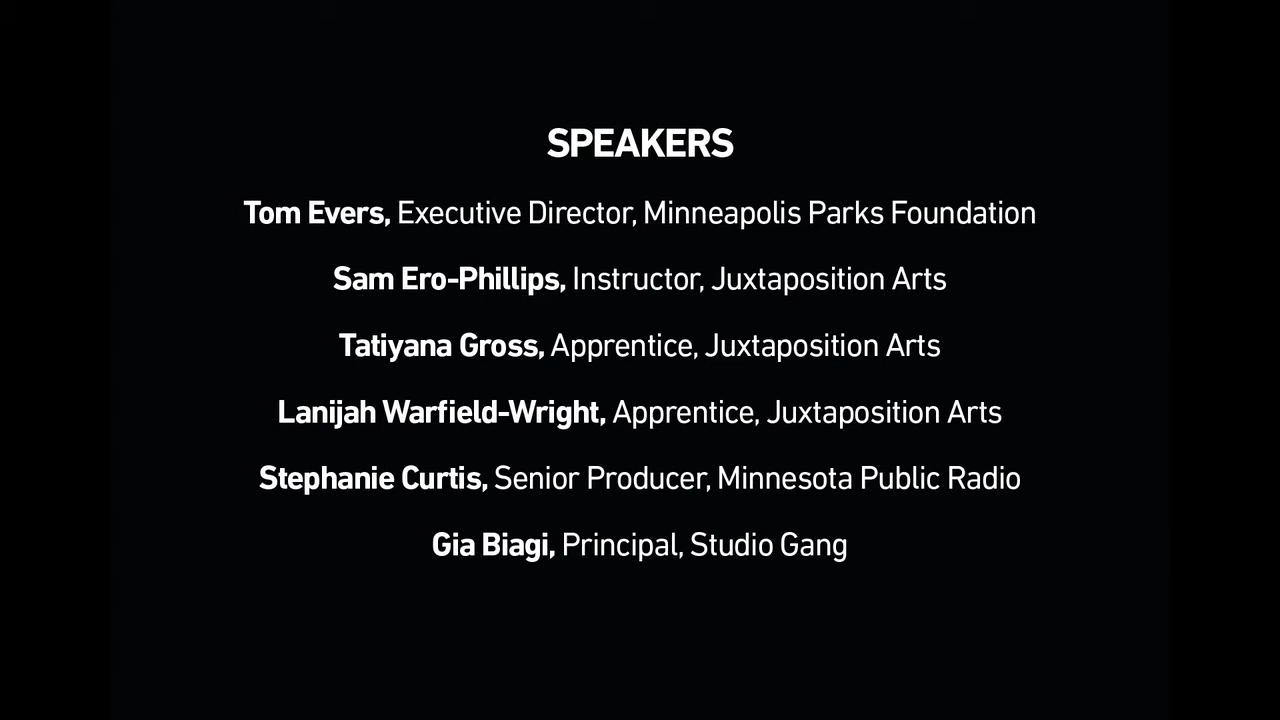 SPEAKERS
Tom Evers, Executive Director, Minneapolis Parks Foundation
Sam Ero-Phillips, Instructor, Juxtaposition Arts
Tatiyana Gross, Apprentice, Juxtaposition Arts
Lanijah Warfield-Wright, Apprentice, Juxtaposition Arts
Stephanie Curtis, Senior Producer, Minnesota Public Radio
Gia Biagi, Principal, Studio Gang